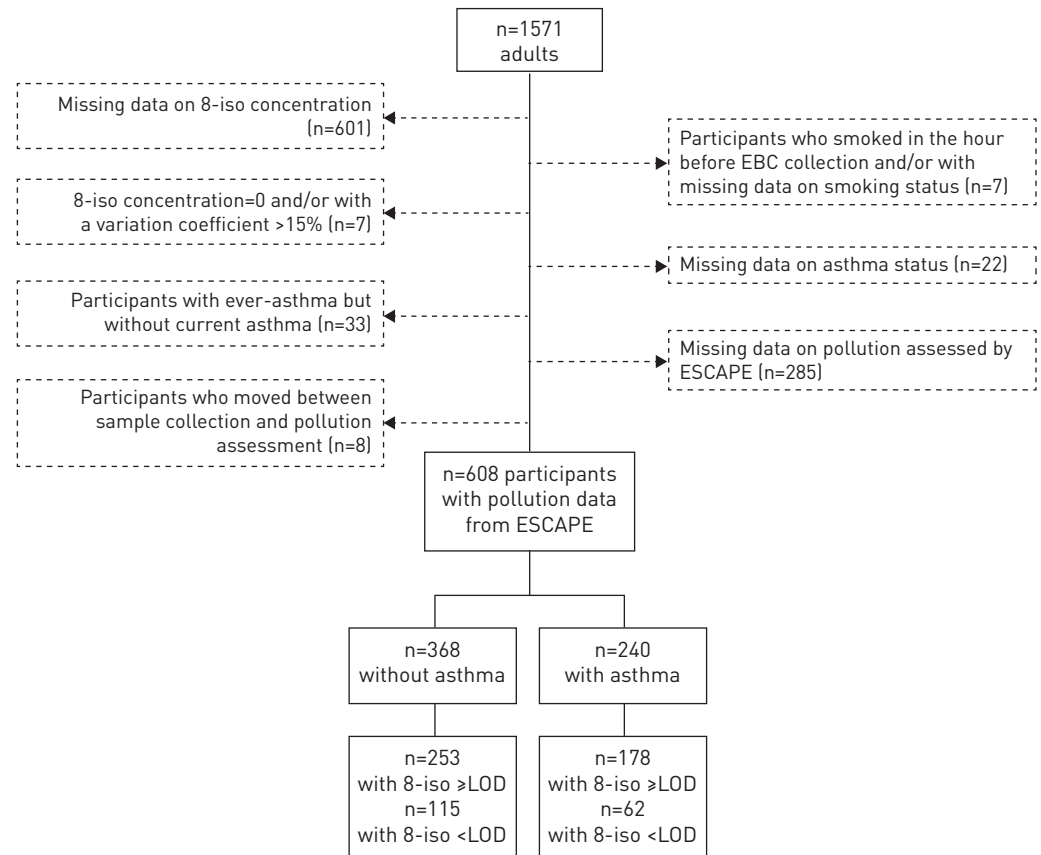 n=1571
adults
Missing data on 8-iso concentration
(n=601)
Participants who smoked in the hour
before EBC collection and/or with
missing data on smoking status (n=7)
8-iso concentration=0 and/or with
a variation coefficient >15% (n=7)
Missing data on asthma status (n=22)
Participants with ever-asthma but
without current asthma (n=33)
Missing data on pollution assessed by
ESCAPE (n=285)
Participants who moved between
sample collection and pollution
assessment (n=8)
n=608 participants
with pollution data
from ESCAPE
n=368
without asthma
n=240
with asthma
n=253
with 8-iso ⩾LOD
n=115
with 8-iso <LOD
n=178
with 8-iso ⩾LOD
n=62
with 8-iso <LOD